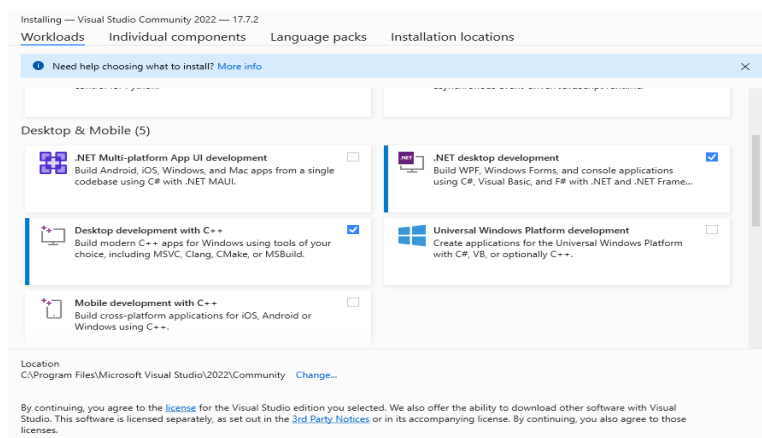 Installing — Visual Studio Community 2022 — 17.7.2
Workloads Individual components Language packs Installation locations
Need help choosing what to install? More info
Desktop & Mobile (5)
.NET Multi-platform App UI development
Build Android, iOS, Windows, and Mac apps from a single
codebase using C# with .NET MAUI.
.NET
.NET desktop development
Build WPF, Windows Forms, and console applications
using C#, Visual Basic, and F# with .NET and .NET Frame...
Desktop development with C++
Build modern C++ apps for Windows using tools of your
choice, including MSVC, Clang, CMake, or MSBuild.
Universal Windows Platform development
Create applications for the Universal Windows Platform
with C#, VB, or optionally C++.
Mobile development with C++
Build cross-platform applications for iOS, Android or
Windows using C++.
Location
C:\Program Files\Microsoft Visual Studio\2022\Community Change...
By continuing, you agree to the license for the Visual Studio edition you selected. We also offer the ability to download other software with Visual
Studio. This software is licensed separately, as set out in the 3rd Party Notices or in its accompanying license. By continuing, you also agree to those
licenses.